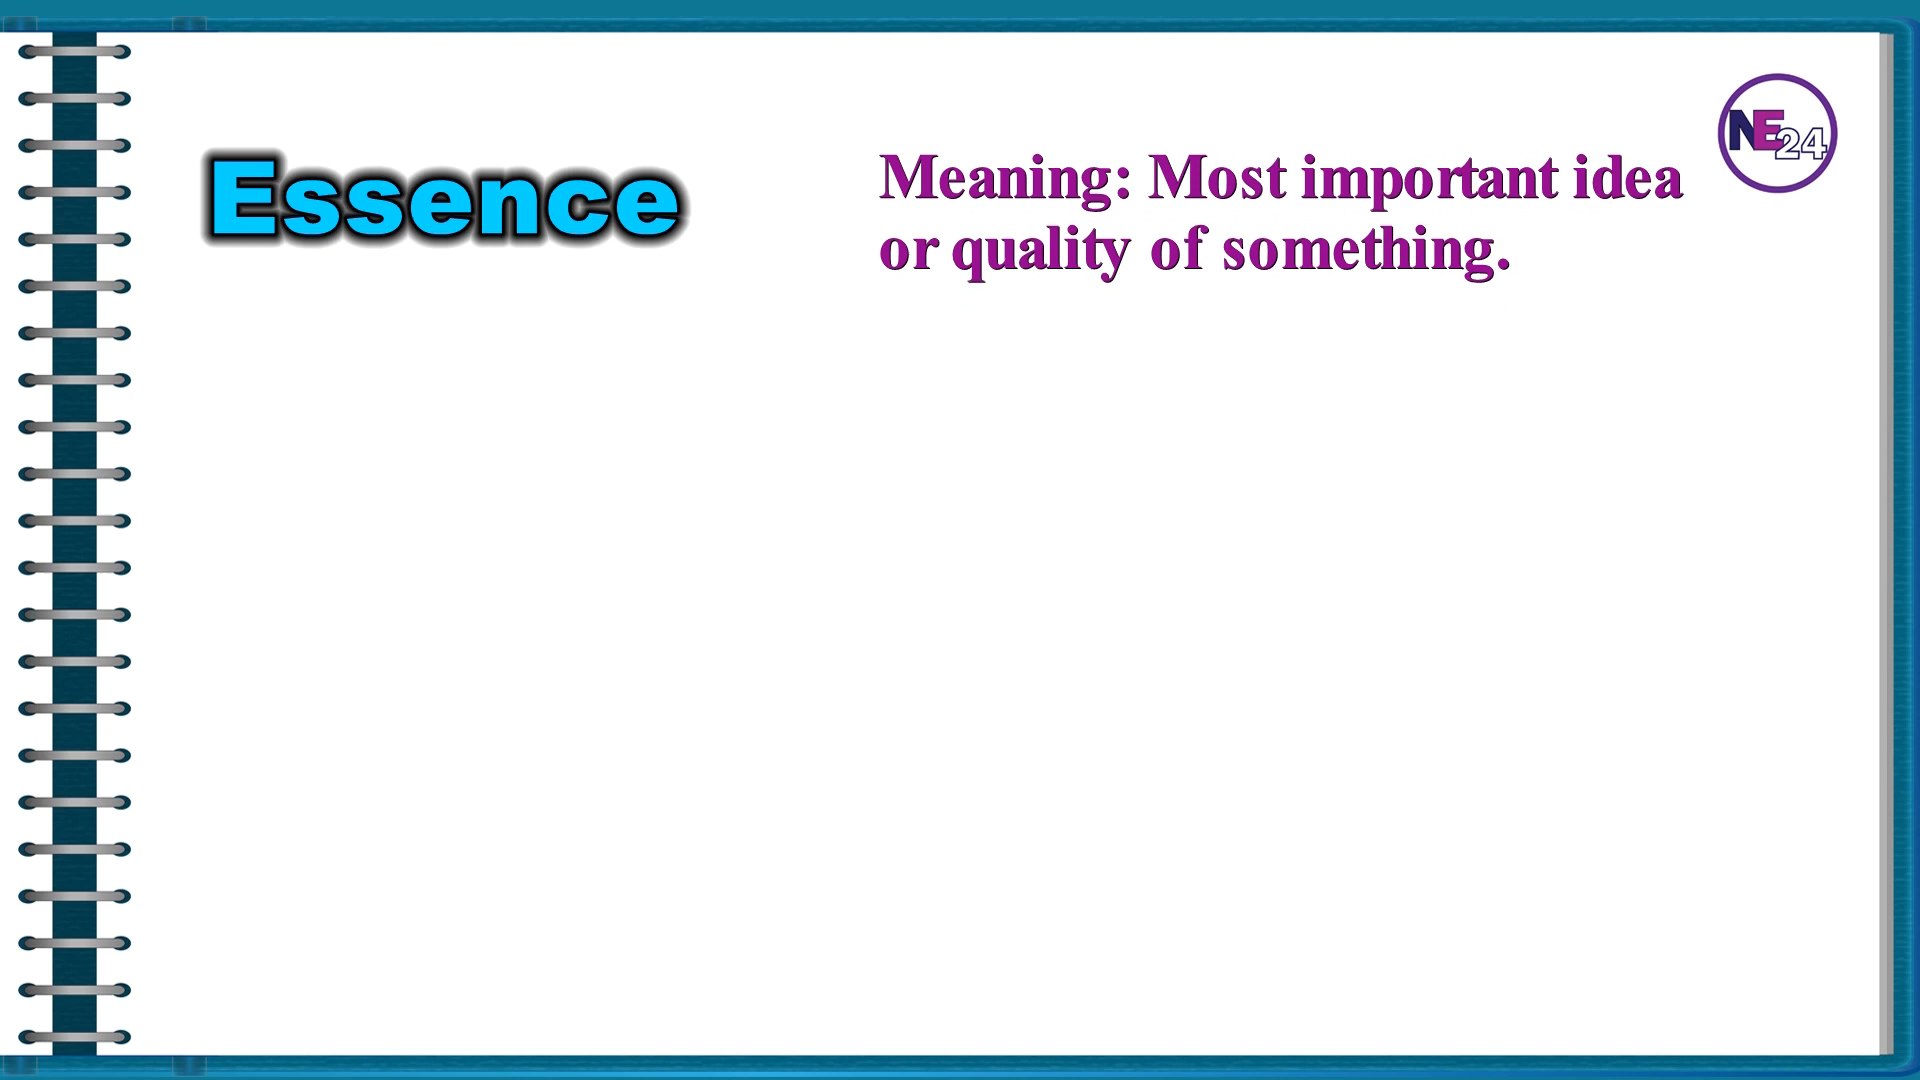 Essence
Meaning: Most important idea
or quality of something.
NE24